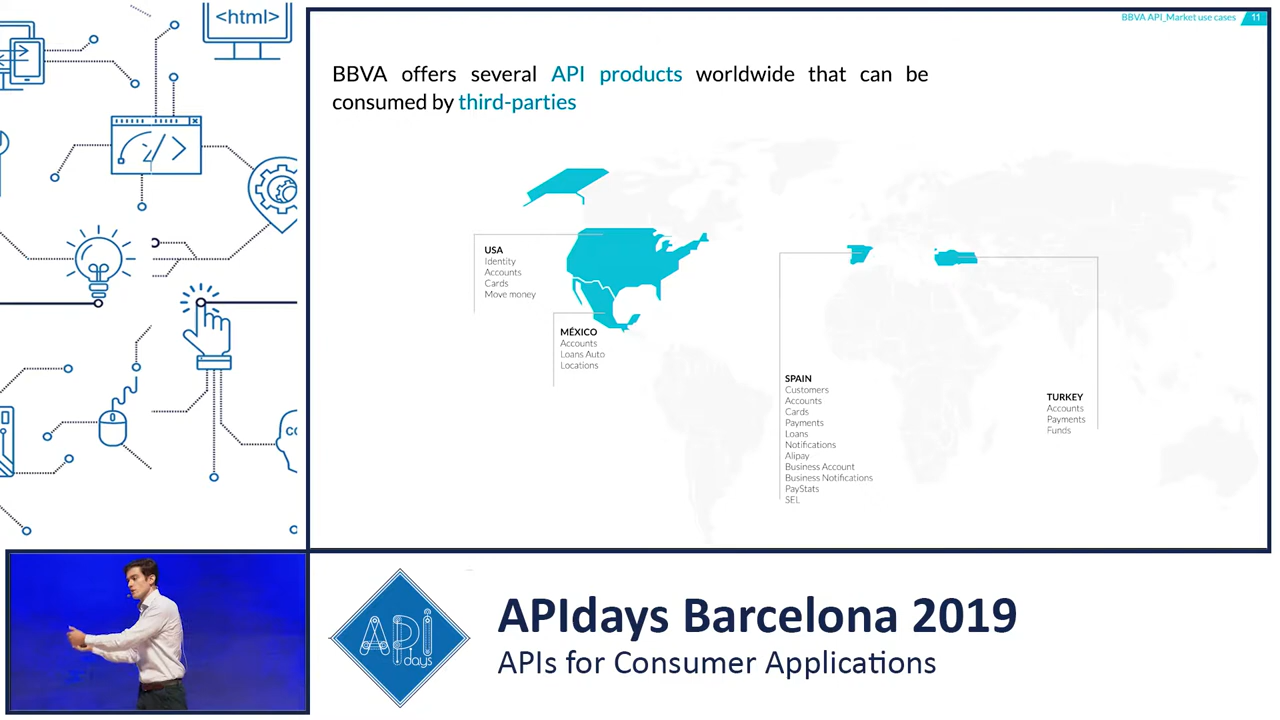 <html>
BBVA API_Market use cases 11
BBVA offers several API products worldwide that can be
consumed by third-parties
USA
Identity
Accounts
Cards
Move money
MÉXICO
Accounts
Loans Auto
Locations
SPAIN
Customers
Accounts
Cards
Payments
Loans
Notifications
Alipay
Business Account
Business Notifications
PayStats
SEL
TURKEY
Accounts
Payments
Funds
API
days
APIdays Barcelona 2019
APIs for Consumer Applications